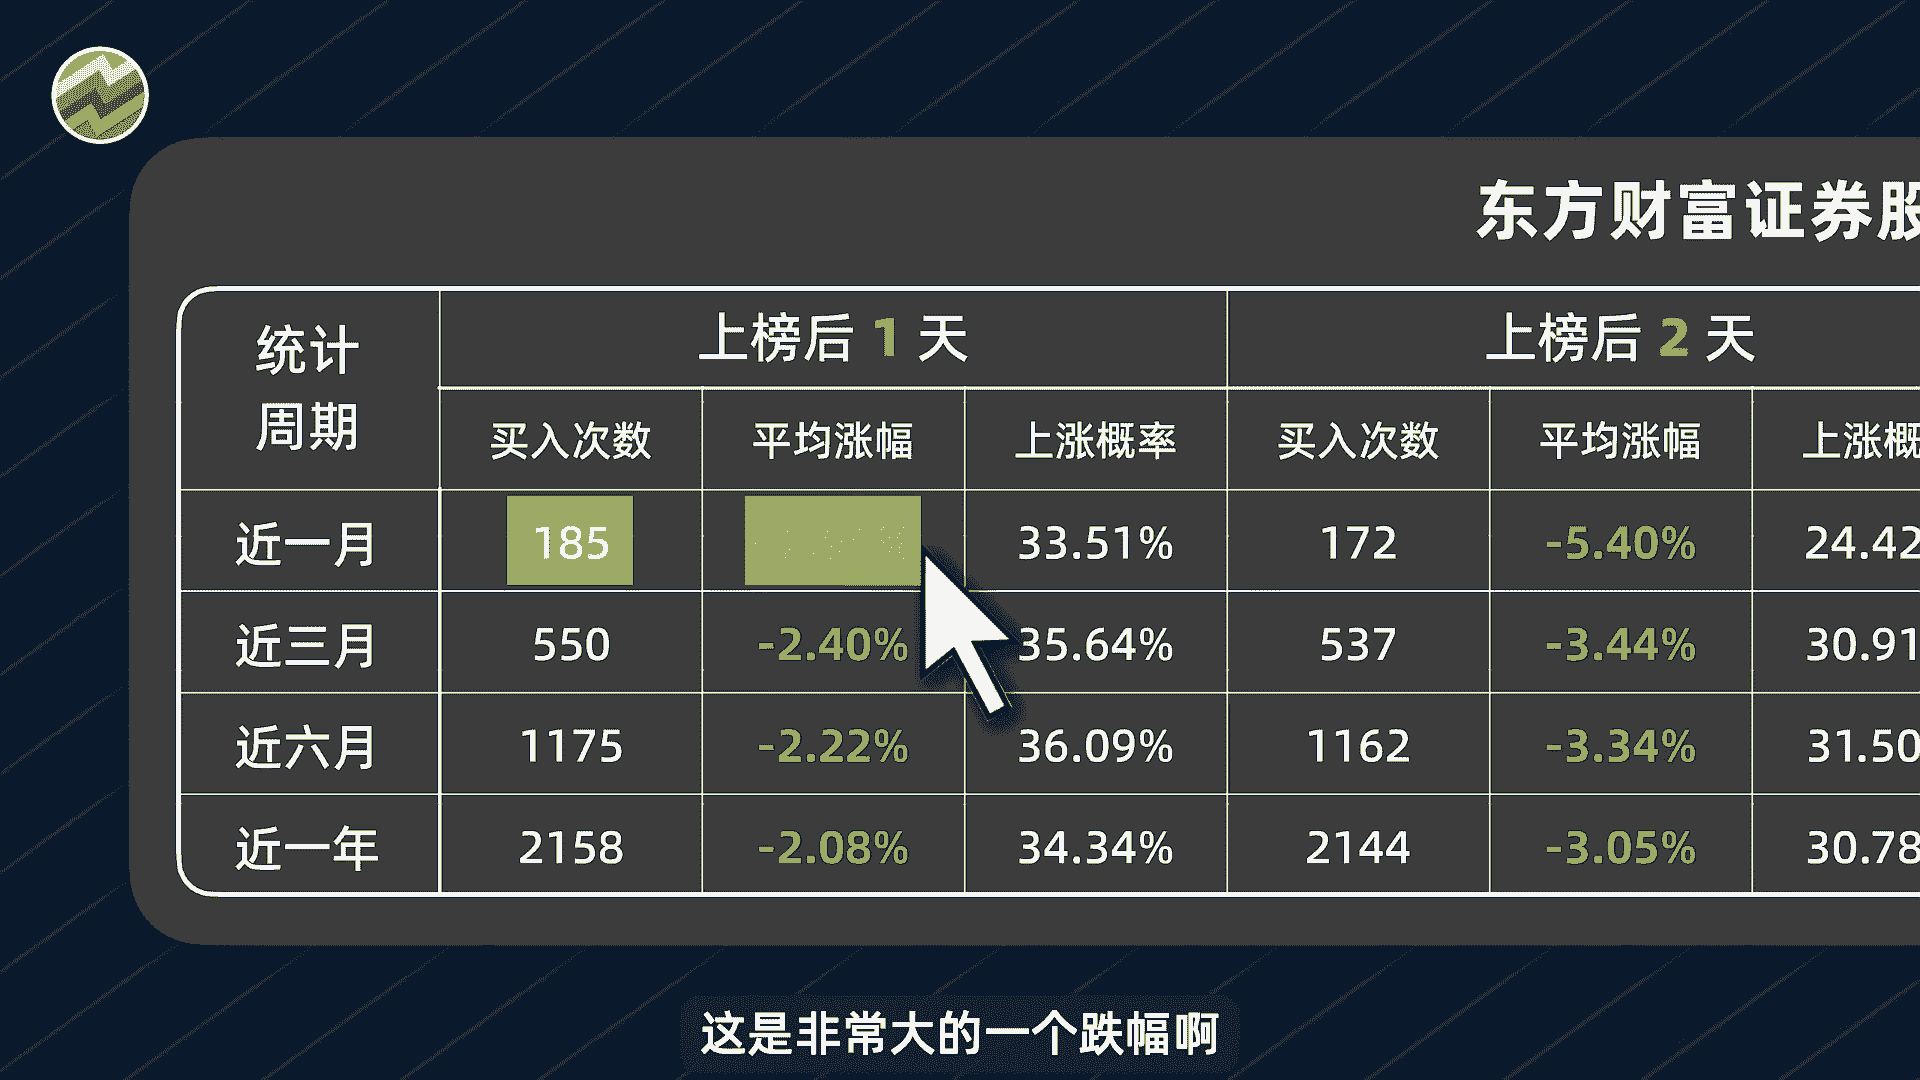 东方财富证券股
统计周期 上榜后 1 天 上榜后 2 天
买入次数 平均涨幅 上涨概率 买入次数 平均涨幅 上涨概
近一月 185 33.51% 172 -5.40% 24.42
近三月 550 -2.40% 35.64% 537 -3.44% 30.91
近六月 1175 -2.22% 36.09% 1162 -3.34% 31.50
近一年 2158 -2.08% 34.34% 2144 -3.05% 30.78
这是非常大的一个跌幅啊